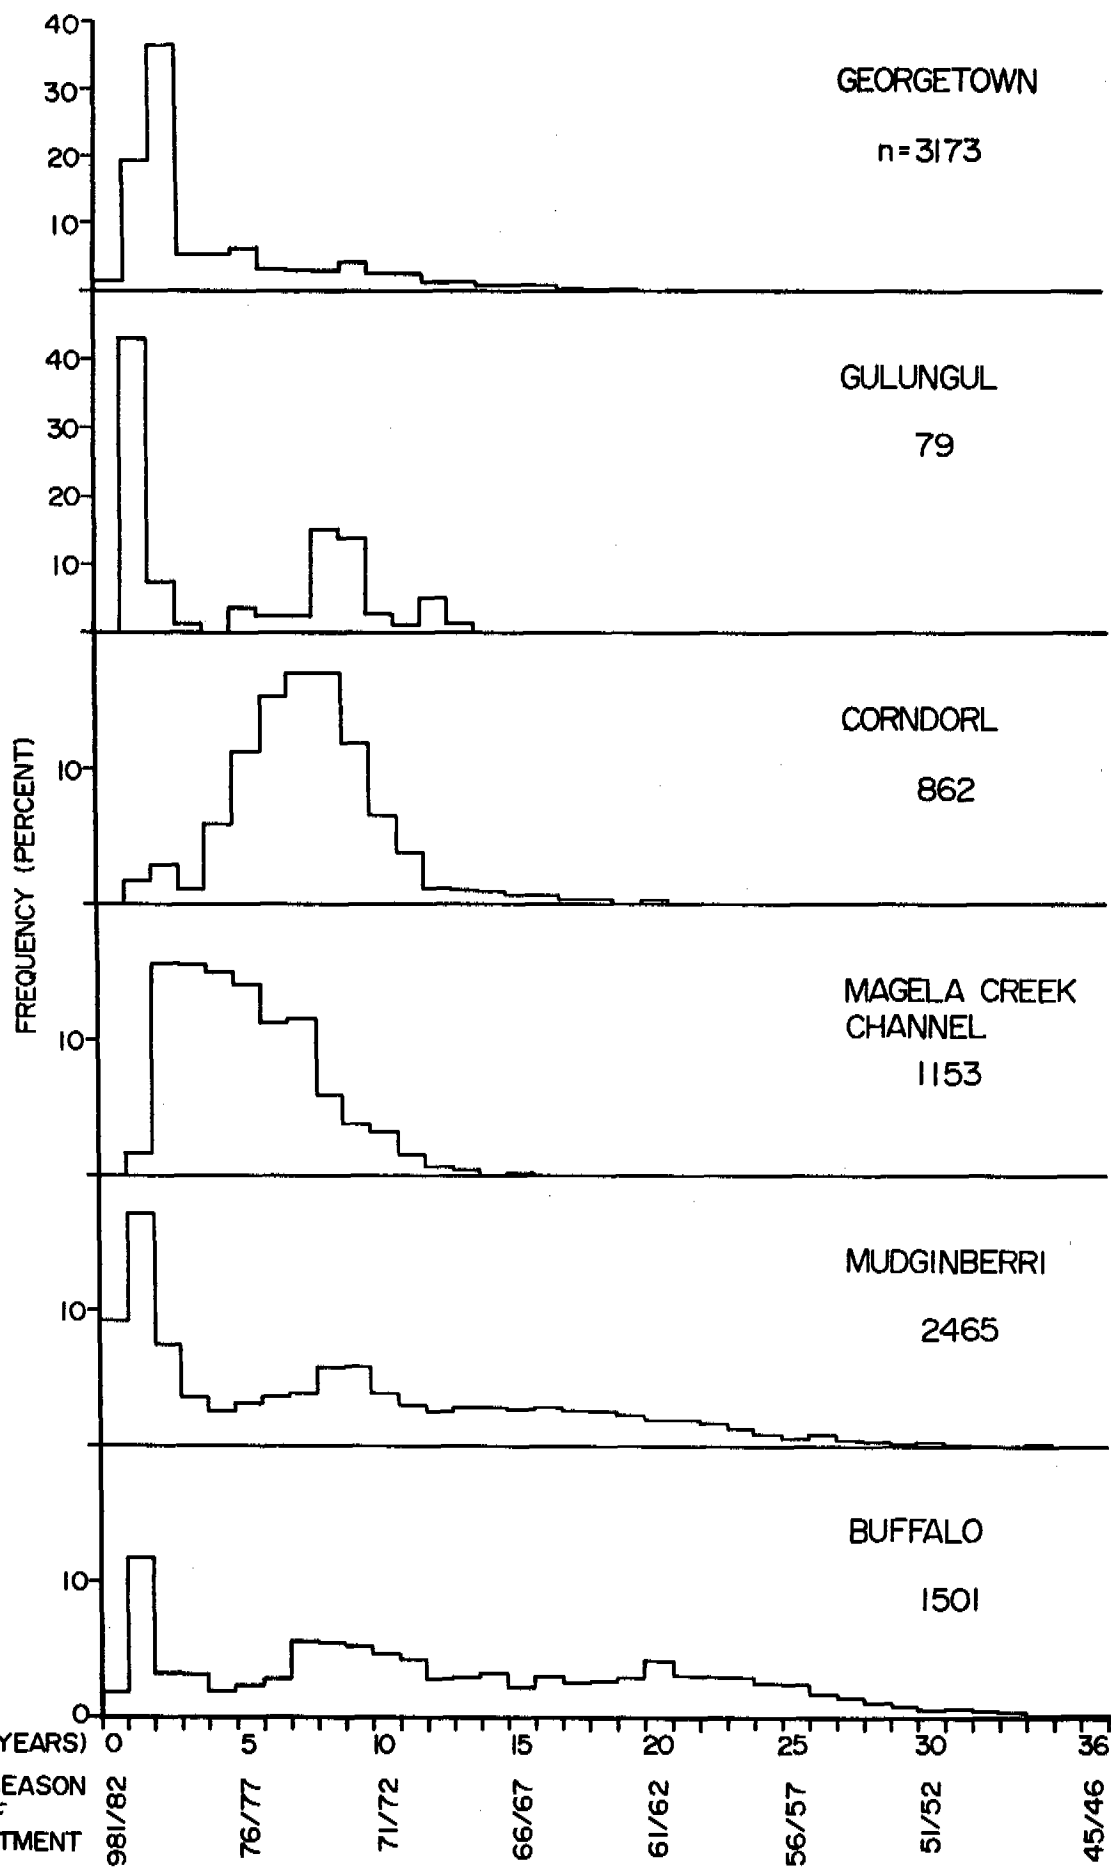 40
30
20
10
GEORGETOWN
n=3173
40
30
20
10
GULUNGUL
79
10
CORNDORL
862
FREQUENCY (PERCENT)
10
MAGELA CREEK
CHANNEL
1153
10
MUDGINBERRI
2465
10
0
BUFFALO
1501
YEARS) 0 5 10 15 20 25 30 36
EASON
TMENT
981/82 76/77 71/72 66/67 61/62 56/57 51/52 45/46